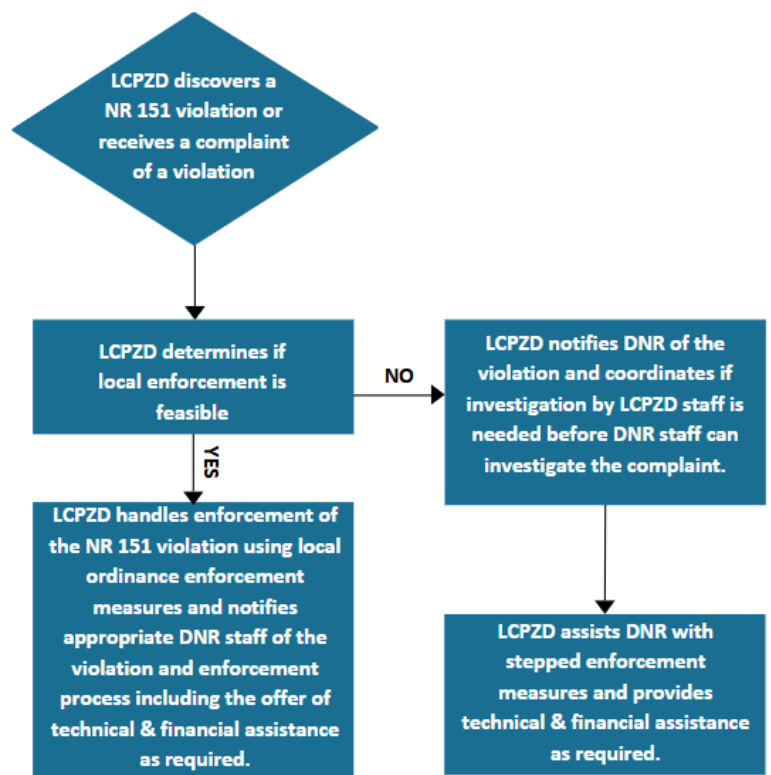 LCPZD discovers a
NR 151 violation or
receives a complaint
of a violation
LCPZD determines if
local enforcement is
feasible
NO
LCPZD notifies DNR of the
violation and coordinates if
investigation by LCPZD staff is
needed before DNR staff can
investigate the complaint.
YES
LCPZD handles enforcement of
the NR 151 violation using local
ordinance enforcement
measures and notifies
appropriate DNR staff of the
violation and enforcement
process including the offer of
technical & financial assistance
as required.
LCPZD assists DNR with
stepped enforcement
measures and provides
technical & financial assistance
as required.